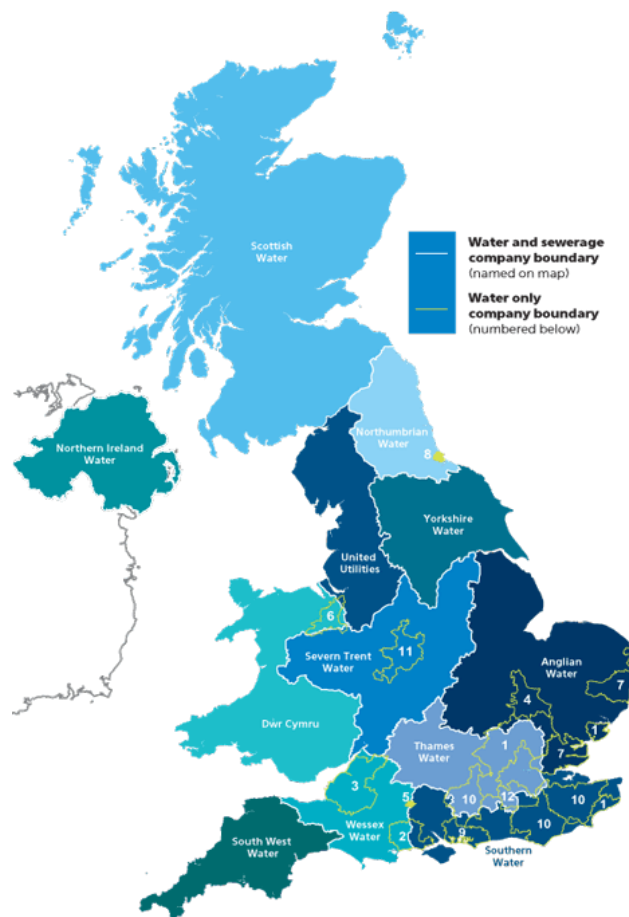 Scottish
Water
Water and sewerage
company boundary
(named on map)
Water only
company boundary
(numbered below)
Northumbrian
Water
8
Northern Ireland
Water
Yorkshire
Water
United
Utilities
6
Severn Trent
Water
11
Anglian
Water
7
4
Dŵr Cymru
1
Thames
Water
1
7
3
5
3
10
12
10
1
Wessex
Water
2
9
10
South West
Water
Southern
Water